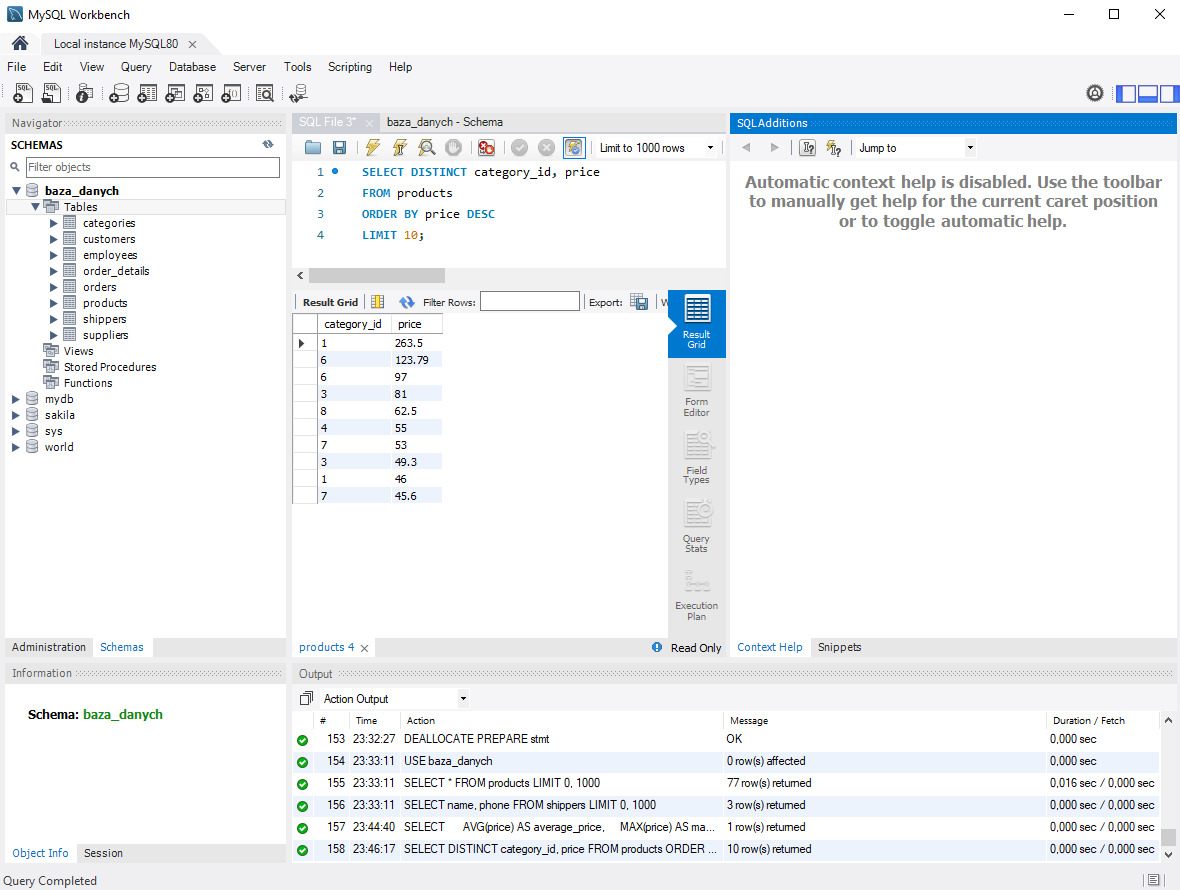 MySQL Workbench
Local instance MySQL80
File Edit View Query Database Server Tools Scripting Help
Navigator
SCHEMAS
Filter objects
baza_danych
Tables
categories
customers
employees
order_details
orders
products
shippers
suppliers
Views
Stored Procedures
Functions
mydb
sakila
sys
world
Administration Schemas
Information
Schema: baza_danych
Object Info Session
SQL File 3* baza_danych - Schema
Limit to 1000 rows
1 SELECT DISTINCT category_id, price
2 FROM products
3 ORDER BY price DESC
4 LIMIT 10;
Result Grid Filter Rows: Export: W
category_id price
1 263.5
6 123.79
6 97
3 81
8 62.5
4 55
7 53
3 49.3
1 46
7 45.6
Result Grid
Form Editor
Field Types
Query Stats
Execution Plan
products 4 Read Only
SQLAdditions
Jump to
Automatic context help is disabled. Use the toolbar
to manually get help for the current caret position
or to toggle automatic help.
Context Help Snippets
Output
Action Output
# Time Action Message Duration / Fetch
153 23:32:27 DEALLOCATE PREPARE stmt OK 0,000 sec
154 23:33:11 USE baza_danych 0 row(s) affected 0,000 sec
155 23:33:11 SELECT * FROM products LIMIT 0, 1000 77 row(s) returned 0,016 sec / 0,000 sec
156 23:33:11 SELECT name, phone FROM shippers LIMIT 0, 1000 3 row(s) returned 0,000 sec / 0,000 sec
157 23:44:40 SELECT AVG(price) AS average_price, MAX(price) AS ma... 1 row(s) returned 0,000 sec / 0,000 sec
158 23:46:17 SELECT DISTINCT category_id, price FROM products ORDER ... 10 row(s) returned 0,000 sec / 0,000 sec
Query Completed